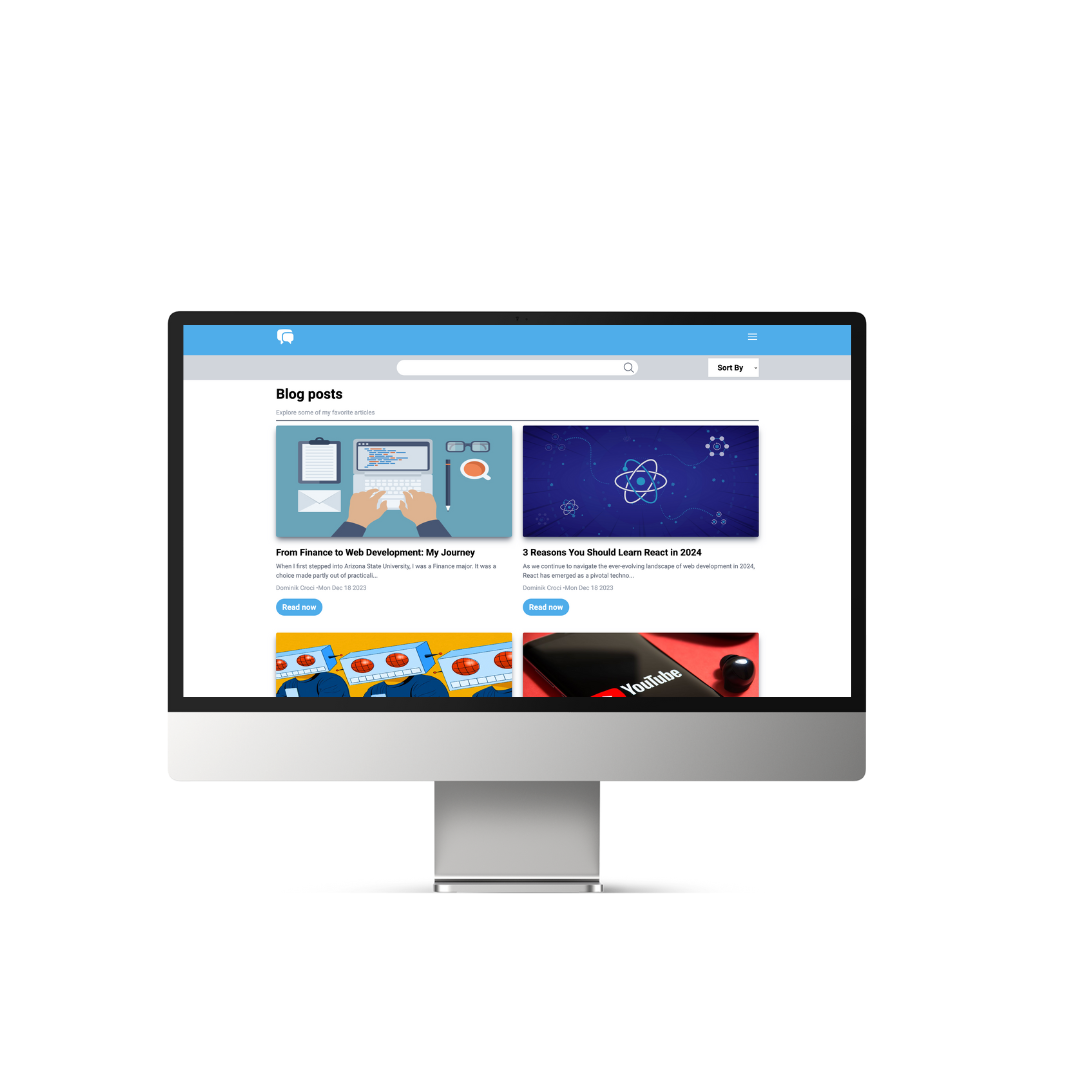 Sort By
Blog posts
Explore some of my favorite articles
From Finance to Web Development: My Journey
When I first stepped into Arizona State University, I was a Finance major. It was a
choice made partly out of practicali...
Dominik Croci •Mon Dec 18 2023
Read now
3 Reasons You Should Learn React in 2024
As we continue to navigate the ever-evolving landscape of web development in 2024,
React has emerged as a pivotal techno...
Dominik Croci •Mon Dec 18 2023
Read now
YouTube